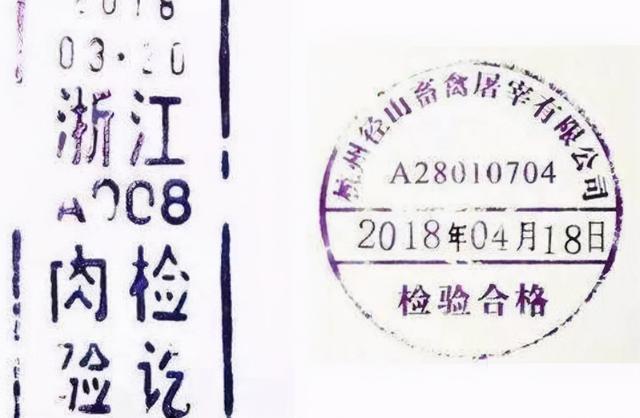 2018
03·20
浙江
A008
肉检
验讫
杭州径山畜禽屠宰有限公司
A28010704
2018年04月18日
检验合格